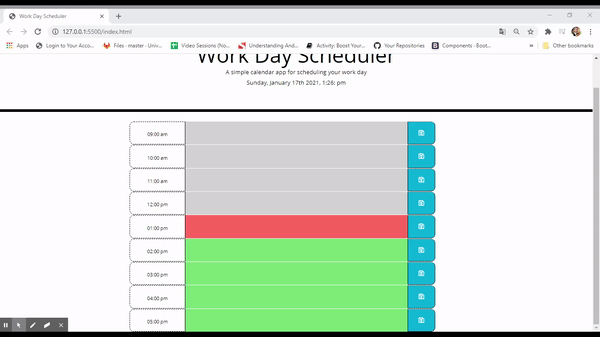 Work Day Scheduler
127.0.0.1:5500/index.html
Login to Your Acco... Files · master · Univ... Video Sessions (No... Understanding And... Activity: Boost Your... Your Repositories Components · Boot... » Other bookmarks
Work Day Scheduler
A simple calendar app for scheduling your work day
Sunday, January 17th 2021, 1:26: pm
09:00 am
10:00 am
11:00 am
12:00 pm
01:00 pm
02:00 pm
03:00 pm
04:00 pm
05:00 pm